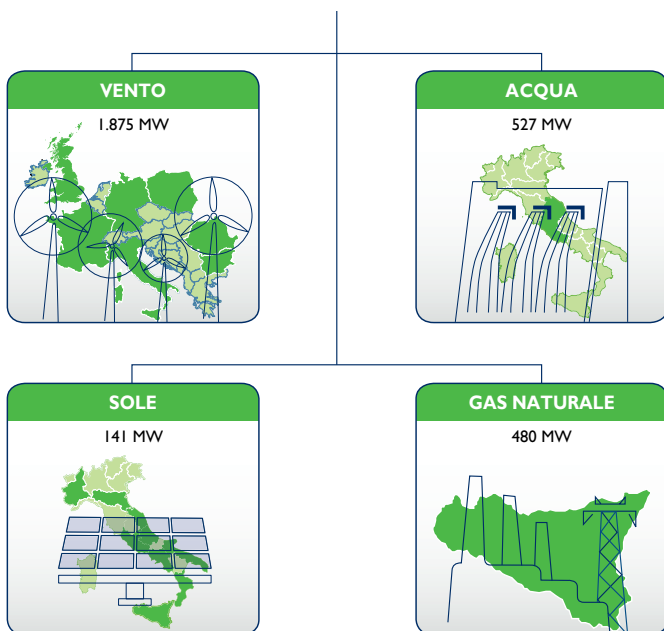 VENTO
1.875 MW
ACQUA
527 MW
SOLE
141 MW
GAS NATURALE
480 MW